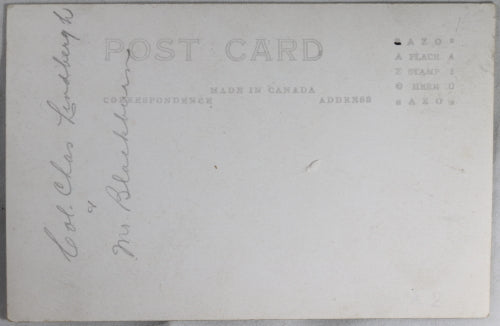 POST CARD
MADE IN CANADA
CORRESPONDENCE
ADDRESS
AZO
PLACE
STAMP
HERE
AZO
Col. Chas Lindbergh
&
Mr. Blackburn